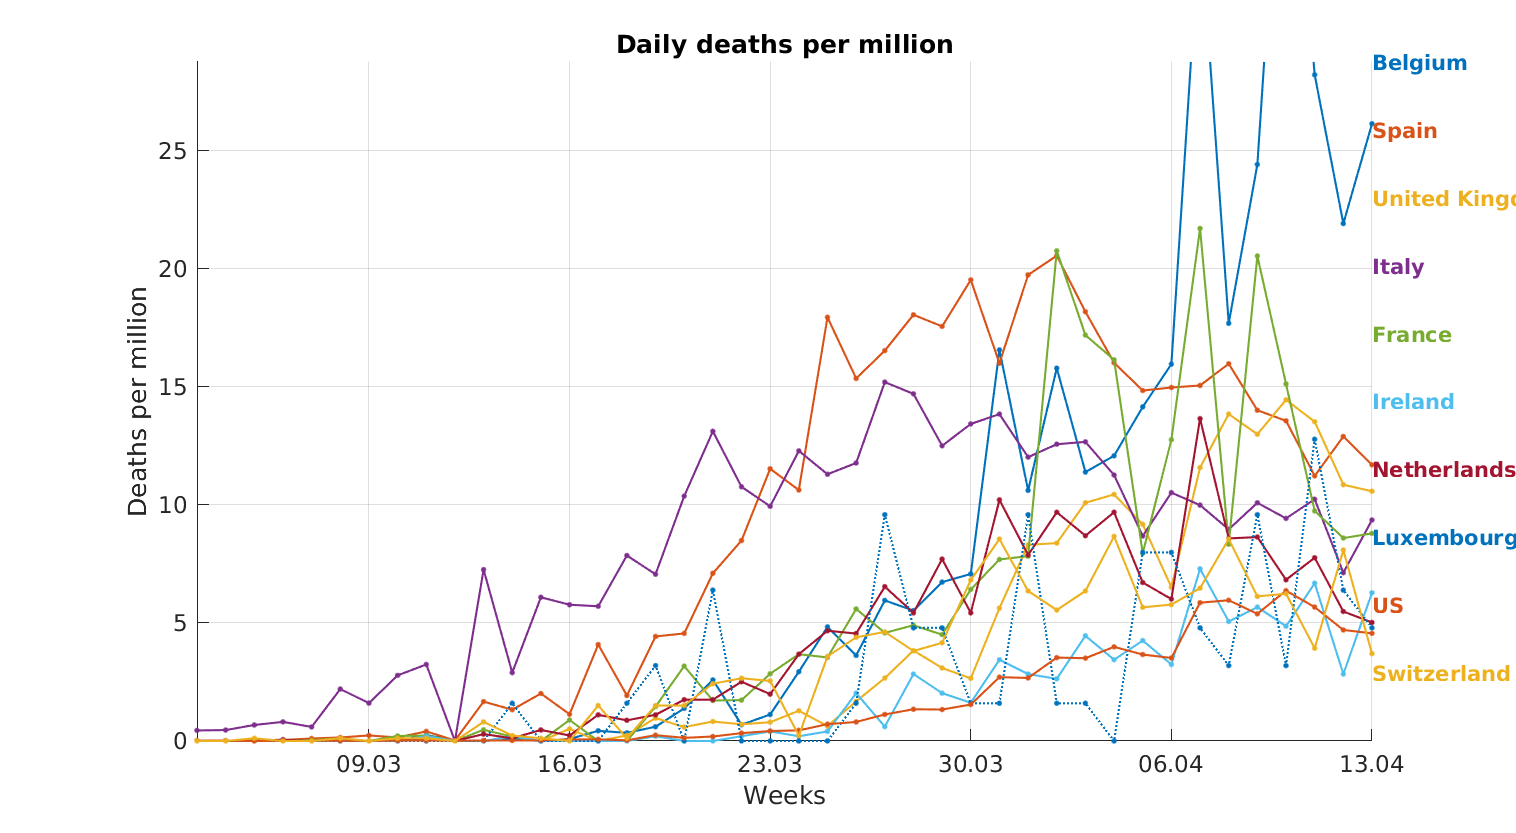 Daily deaths per million
Belgium
Spain
United Kingd
Italy
France
Ireland
Netherlands
Luxembourg
US
Switzerland
25
20
15
10
5
0
Deaths per million
09.03
16.03
23.03
30.03
06.04
13.04
Weeks